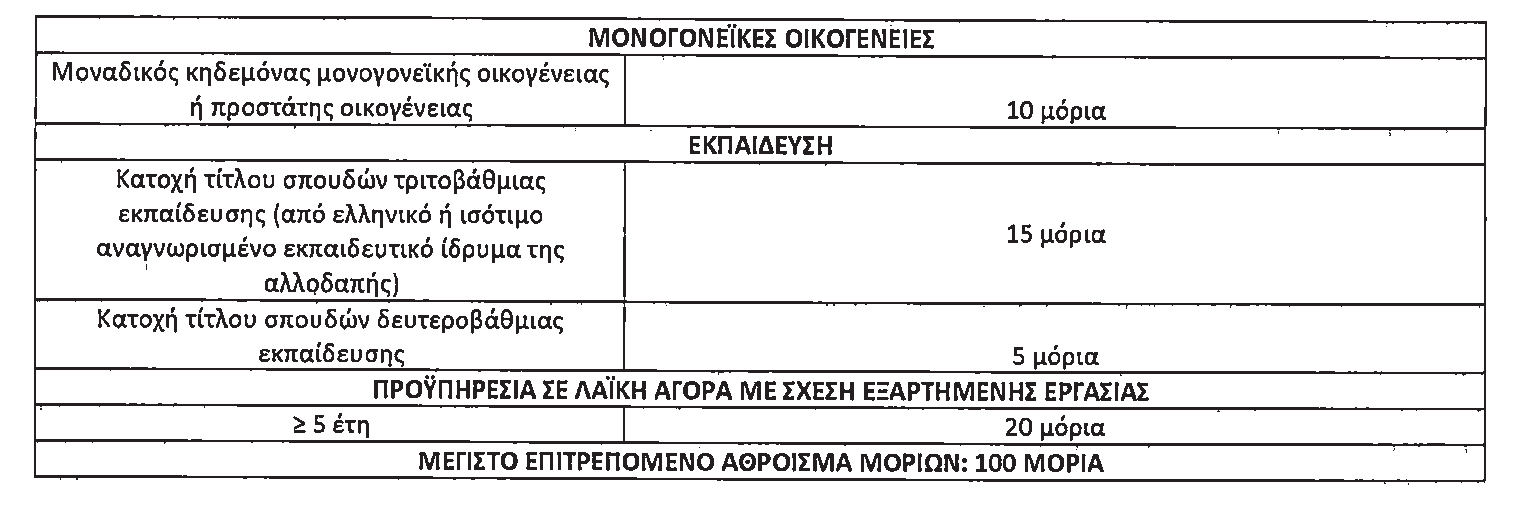 ΜΟΝΟΓΟΝΕΪΚΕΣ ΟΙΚΟΓΕΝΕΙΕΣ
Μοναδικός κηδεμόνας μονογονεϊκής οικογένειας
ή προστάτης οικογένειας
10 μόρια
ΕΚΠΑΙΔΕΥΣΗ
Κατοχή τίτλου σπουδών τριτοβάθμιας
εκπαίδευσης (από ελληνικό ή ισότιμο
αναγνωρισμένο εκπαιδευτικό ίδρυμα της
αλλοδαπής)
15 μόρια
Κατοχή τίτλου σπουδών δευτεροβάθμιας
εκπαίδευσης
5 μόρια
ΠΡΟΫΠΗΡΕΣΙΑ ΣΕ ΛΑΪΚΗ ΑΓΟΡΑ ΜΕ ΣΧΕΣΗ ΕΞΑΡΤΗΜΕΝΗΣ ΕΡΓΑΣΙΑΣ
≥ 5 έτη
20 μόρια
ΜΕΓΙΣΤΟ ΕΠΙΤΡΕΠΟΜΕΝΟ ΑΘΡΟΙΣΜΑ ΜΟΡΙΩΝ: 100 ΜΟΡΙΑ